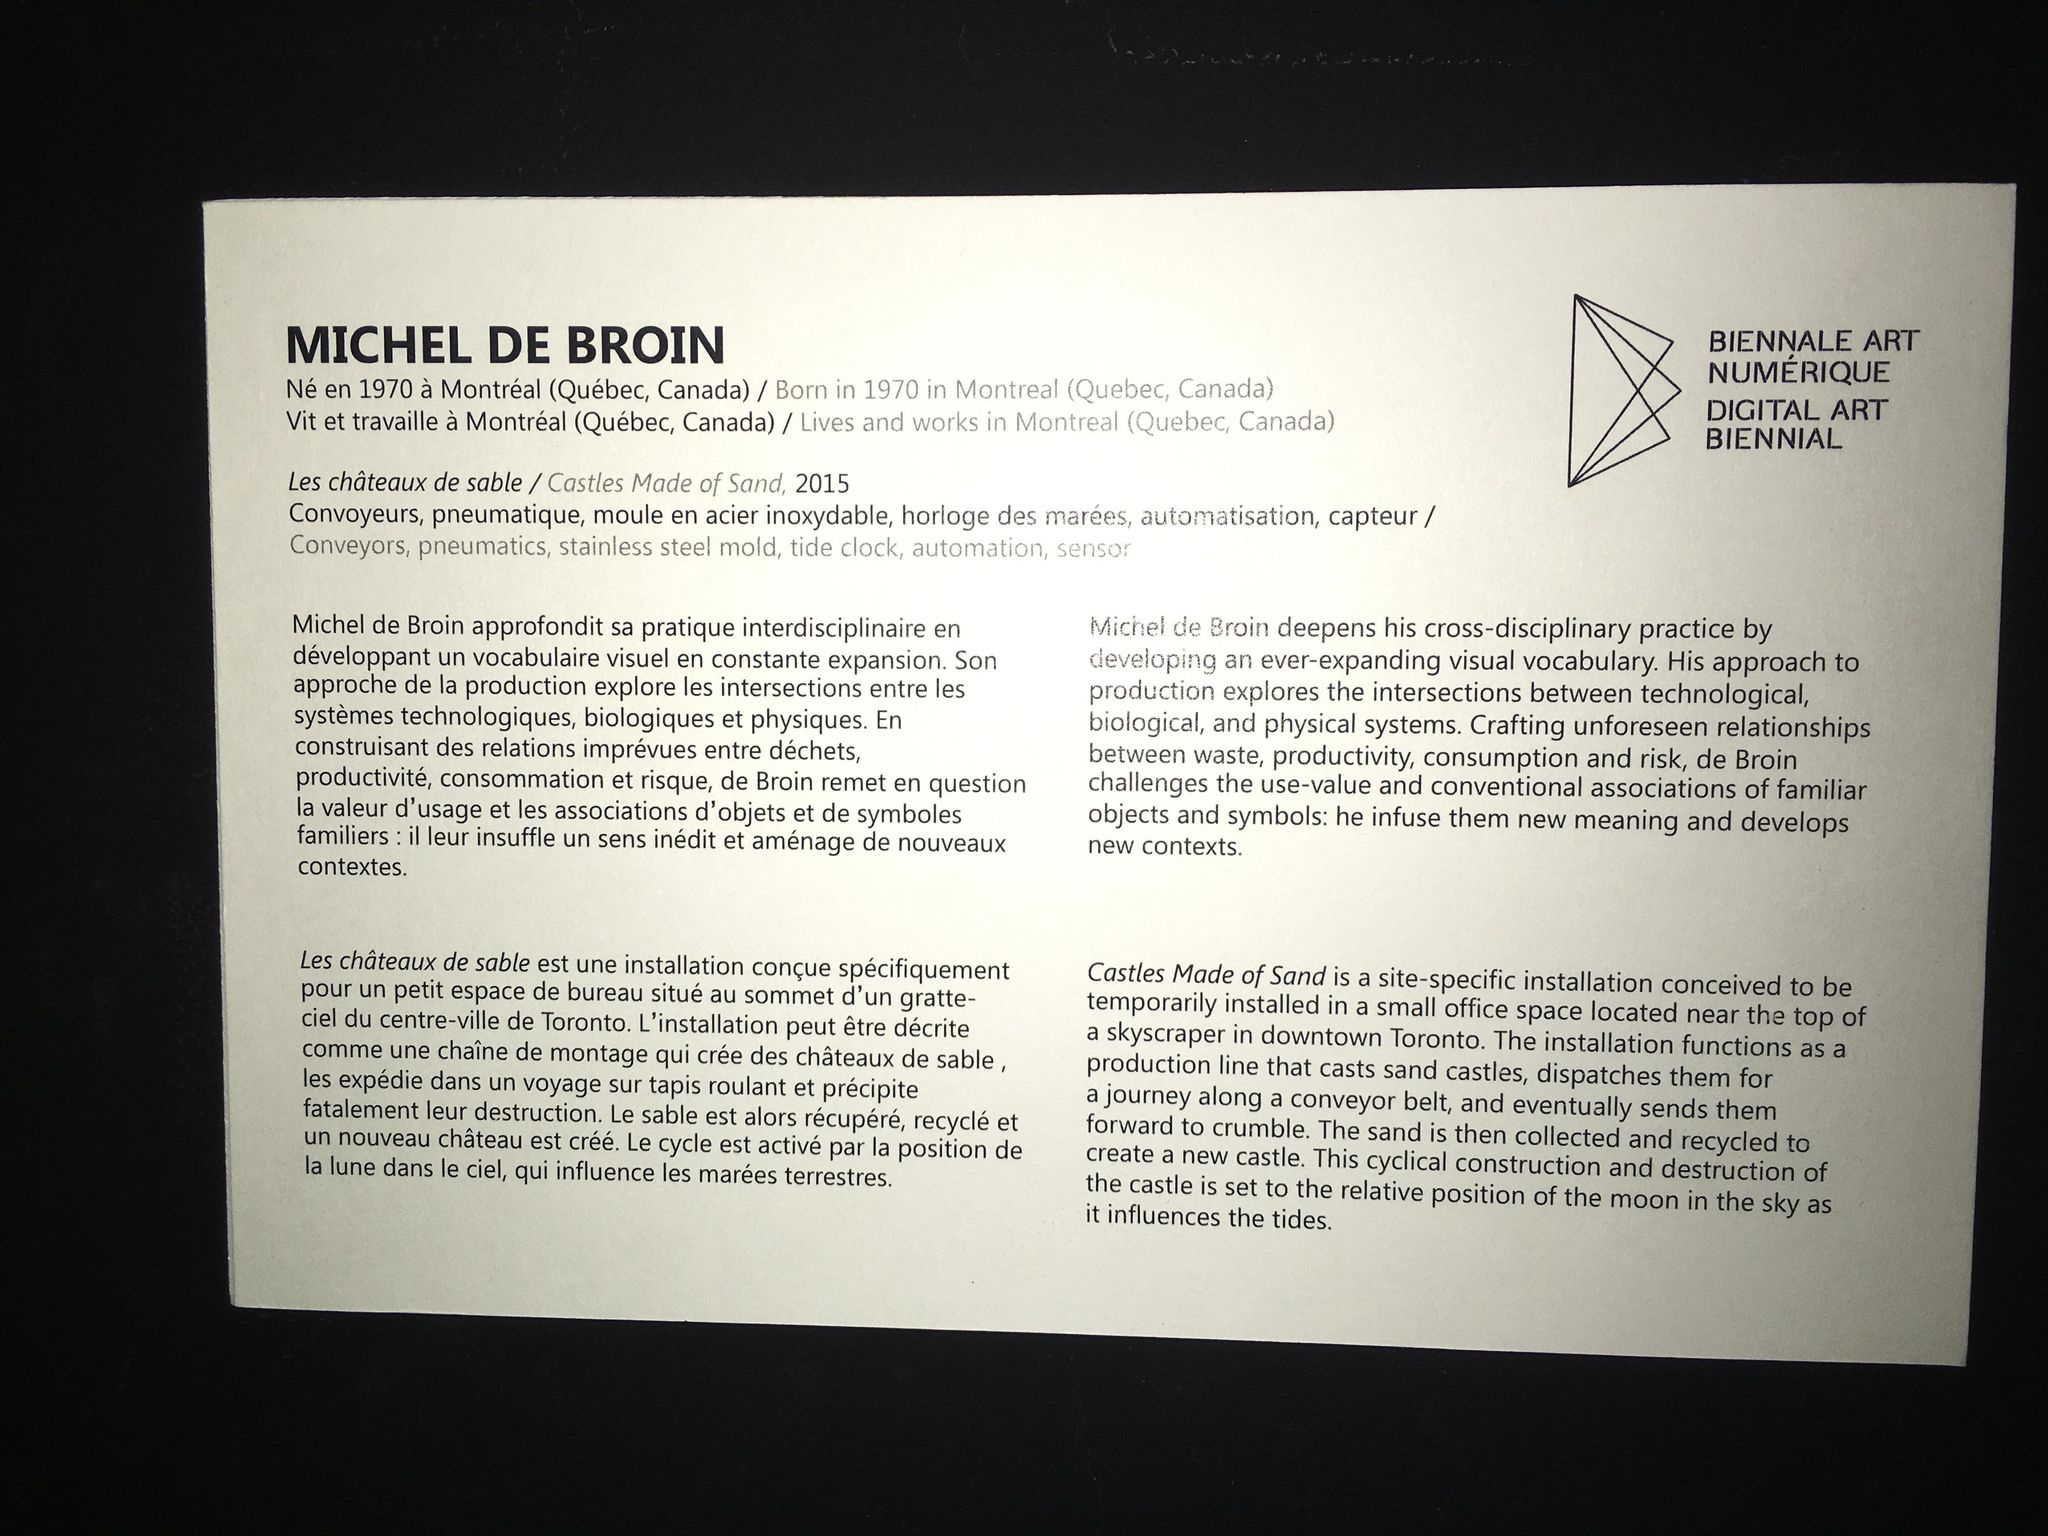 MICHEL DE BROIN
Né en 1970 à Montréal (Québec, Canada) / Born in 1970 in Montreal (Quebec, Canada)
Vit et travaille à Montréal (Québec, Canada) / Lives and works in Montreal (Quebec, Canada)
BIENNALE ART
NUMÉRIQUE
DIGITAL ART
BIENNIAL
Les châteaux de sable / Castles Made of Sand, 2015
Convoyeurs, pneumatique, moule en acier inoxydable, horloge des marées, automatisation, capteur /
Conveyors, pneumatics, stainless steel mold, tide clock, automation, sensor
Michel de Broin approfondit sa pratique interdisciplinaire en
développant un vocabulaire visuel en constante expansion. Son
approche de la production explore les intersections entre les
systèmes technologiques, biologiques et physiques. En
construisant des relations imprévues entre déchets,
productivité, consommation et risque, de Broin remet en question
la valeur d'usage et les associations d'objets et de symboles
familiers : il leur insuffle un sens inédit et aménage de nouveaux
contextes.
Michel de Broin deepens his cross-disciplinary practice by
developing an ever-expanding visual vocabulary. His approach to
production explores the intersections between technological,
biological, and physical systems. Crafting unforeseen relationships
between waste, productivity, consumption and risk, de Broin
challenges the use-value and conventional associations of familiar
objects and symbols: he infuse them new meaning and develops
new contexts.
Les châteaux de sable est une installation conçue spécifiquement
pour un petit espace de bureau situé au sommet d'un gratte-
ciel du centre-ville de Toronto. L'installation peut être décrite
comme une chaîne de montage qui crée des châteaux de sable ,
les expédie dans un voyage sur tapis roulant et précipite
fatalement leur destruction. Le sable est alors récupéré, recyclé et
un nouveau château est créé. Le cycle est activé par la position de
la lune dans le ciel, qui influence les marées terrestres.
Castles Made of Sand is a site-specific installation conceived to be
temporarily installed in a small office space located near the top of
a skyscraper in downtown Toronto. The installation functions as a
production line that casts sand castles, dispatches them for
a journey along a conveyor belt, and eventually sends them
forward to crumble. The sand is then collected and recycled to
create a new castle. This cyclical construction and destruction of
the castle is set to the relative position of the moon in the sky as
it influences the tides.